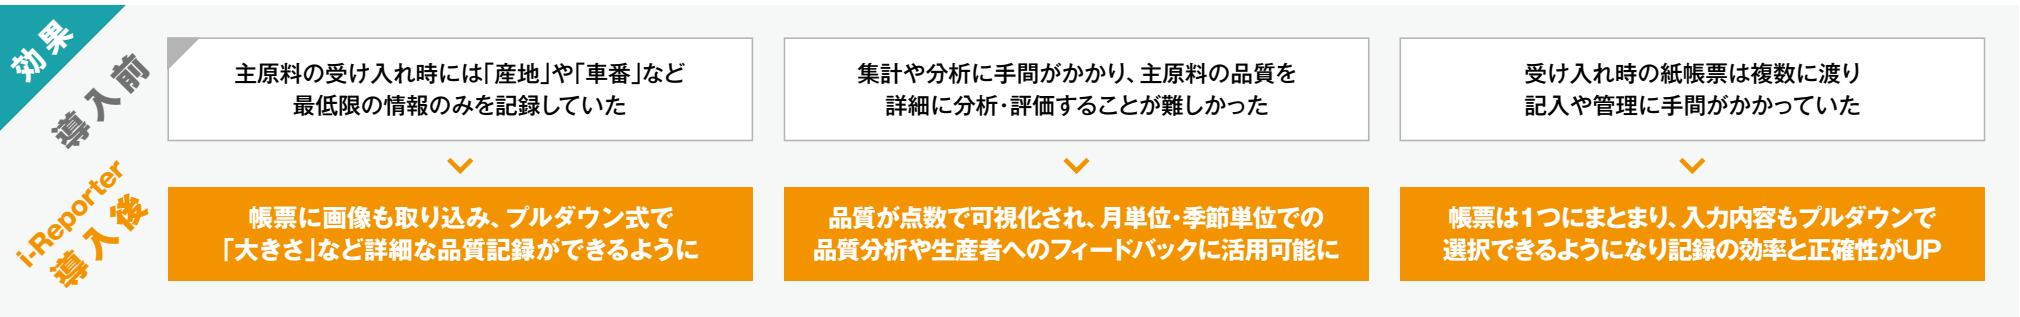 効果
導入前
主原料の受け入れ時には「産地」や「車番」など
最低限の情報のみを記録していた
集計や分析に手間がかかり、主原料の品質を
詳細に分析・評価することが難しかった
受け入れ時の紙帳票は複数に渡り
記入や管理に手間がかかっていた
i-Reporter
導入後
帳票に画像も取り込み、プルダウン式で
「大きさ」など詳細な品質記録ができるように
品質が点数で可視化され、月単位・季節単位での
品質分析や生産者へのフィードバックに活用可能に
帳票は1つにまとまり、入力内容もプルダウンで
選択できるようになり記録の効率と正確性がUP